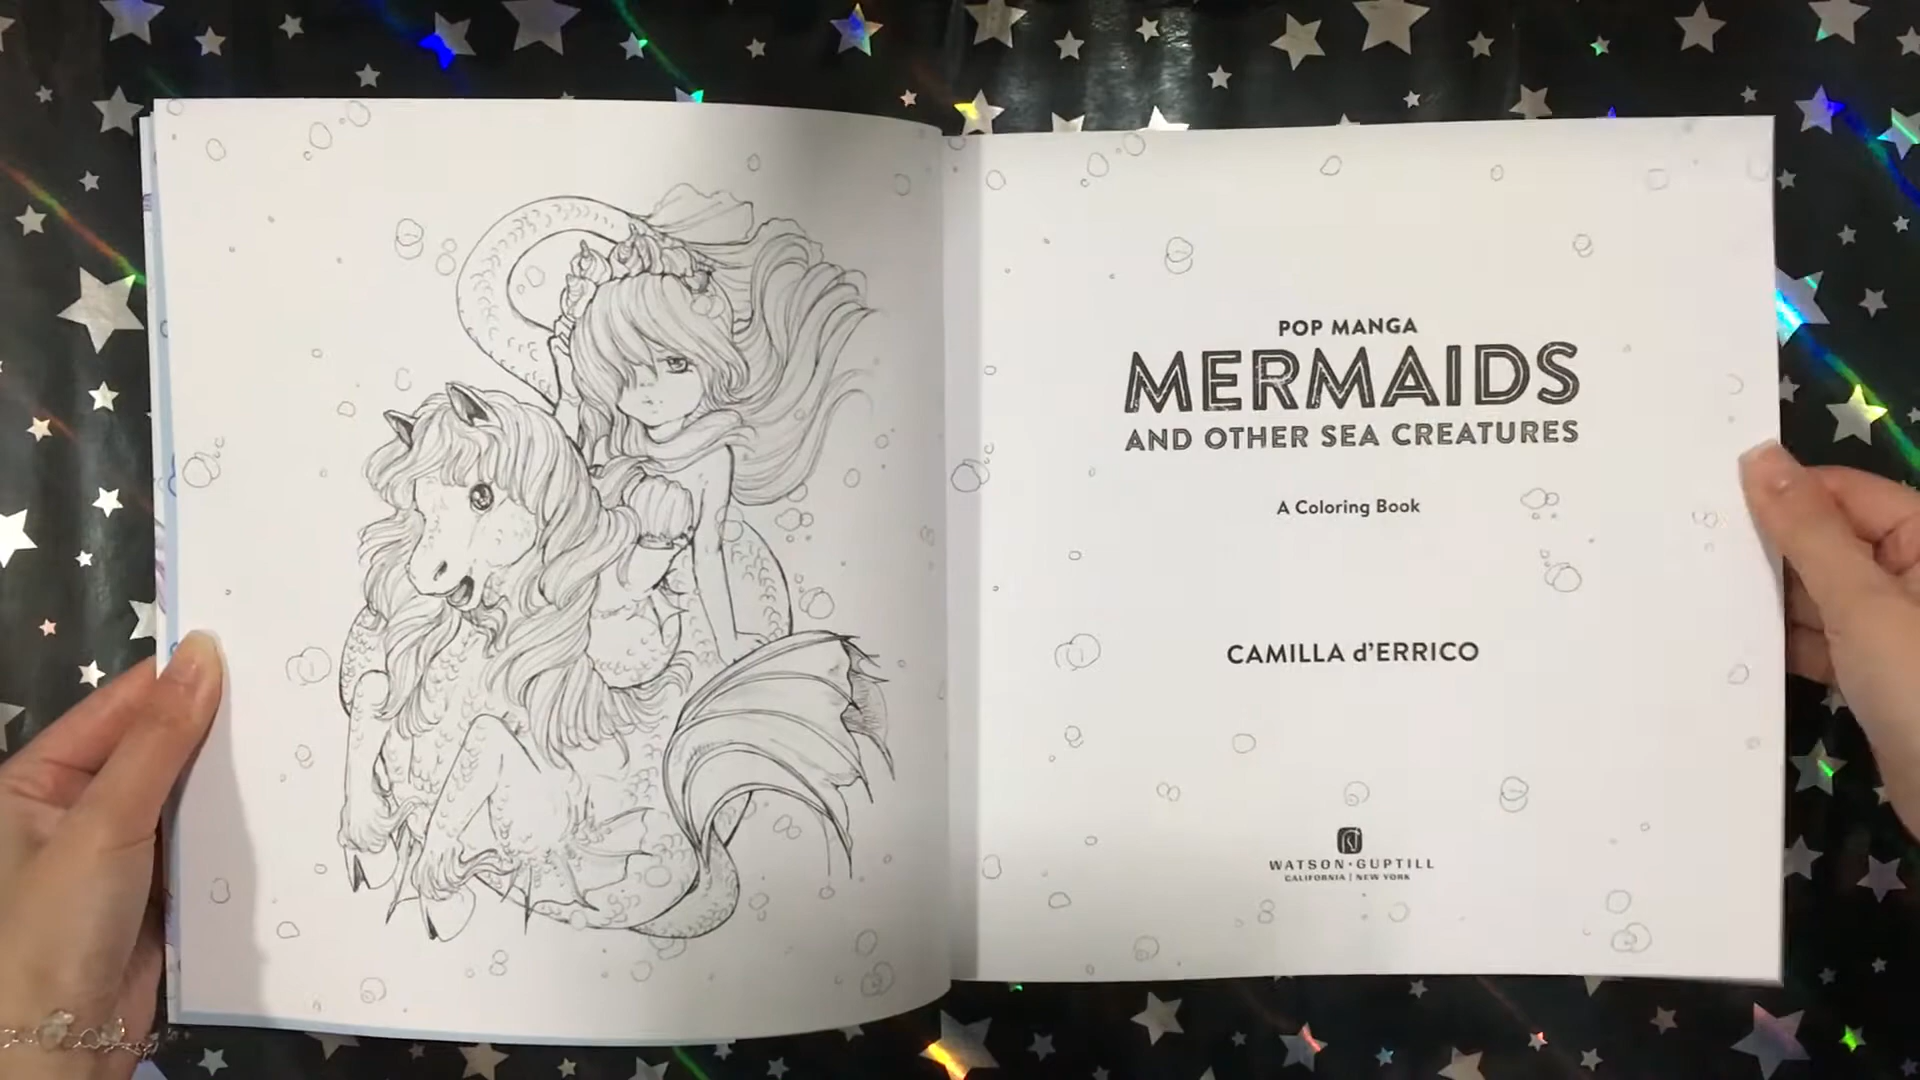 POP MANGA
MERMAIDS
AND OTHER SEA CREATURES
A Coloring Book
CAMILLA d'ERRICO
WATSON·GUPTILL
CALIFORNIA | NEW YORK